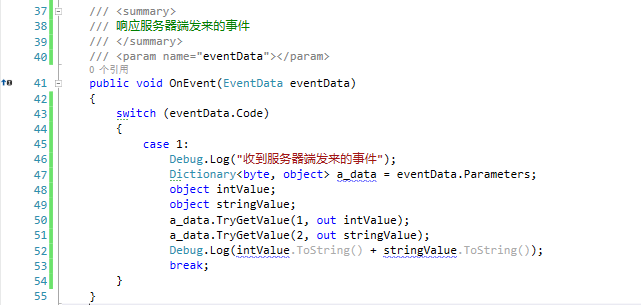 37 /// <summary>
38 /// 响应服务器端发来的事件
39 /// </summary>
40 /// <param name="eventData"></param>
0 个引用
41 public void OnEvent(EventData eventData)
42 {
43 switch (eventData.Code)
44 {
45 case 1:
46 Debug.Log("收到服务器端发来的事件");
47 Dictionary<byte, object> a_data = eventData.Parameters;
48 object intValue;
49 object stringValue;
50 a_data.TryGetValue(1, out intValue);
51 a_data.TryGetValue(2, out stringValue);
52 Debug.Log(intValue.ToString() + stringValue.ToString());
53 break;
54 }
55 }